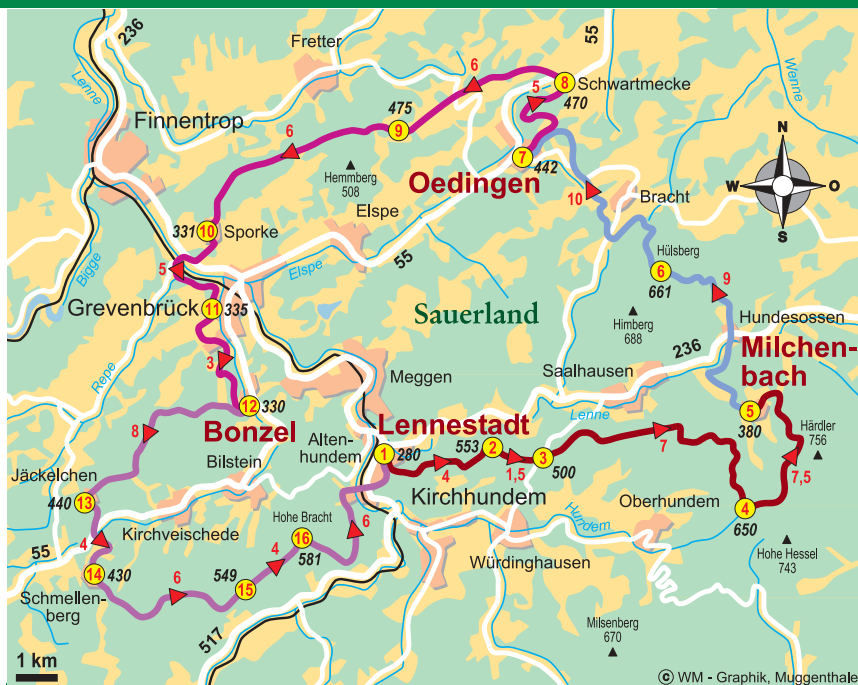 236
Fretter
55
Lenne
Wenne
6
8
Schwartmecke
5
470
475
9
Finnentrop
6
Hemmberg
508
7
442
Oedingen
10
Bracht
N
W
O
S
331
10
Sporke
Elspe
5
Elspe
55
Hülsberg
6
661
9
Bigge
Grevenbrück
11
335
Sauerland
Himberg
688
Hundesossen
236
Milchen-
bach
3
Repe
Meggen
Saalhausen
12
330
Bonzel
Lennestadt
Lenne
5
380
Härdler
756
8
Alten-
hundem
1
280
553
2
3
500
7
4
1,5
7,5
Bilstein
Kirchhundem
Jäckelchen
440
13
Hundem
Oberhundem
4
650
Kirchveischede
Hohe Bracht
16
581
6
55
4
14
430
Würdinghausen
Hohe Hessel
743
Schmellen-
berg
6
549
15
4
517
Milsenberg
670
1 km
© WM - Graphik, Muggenthale